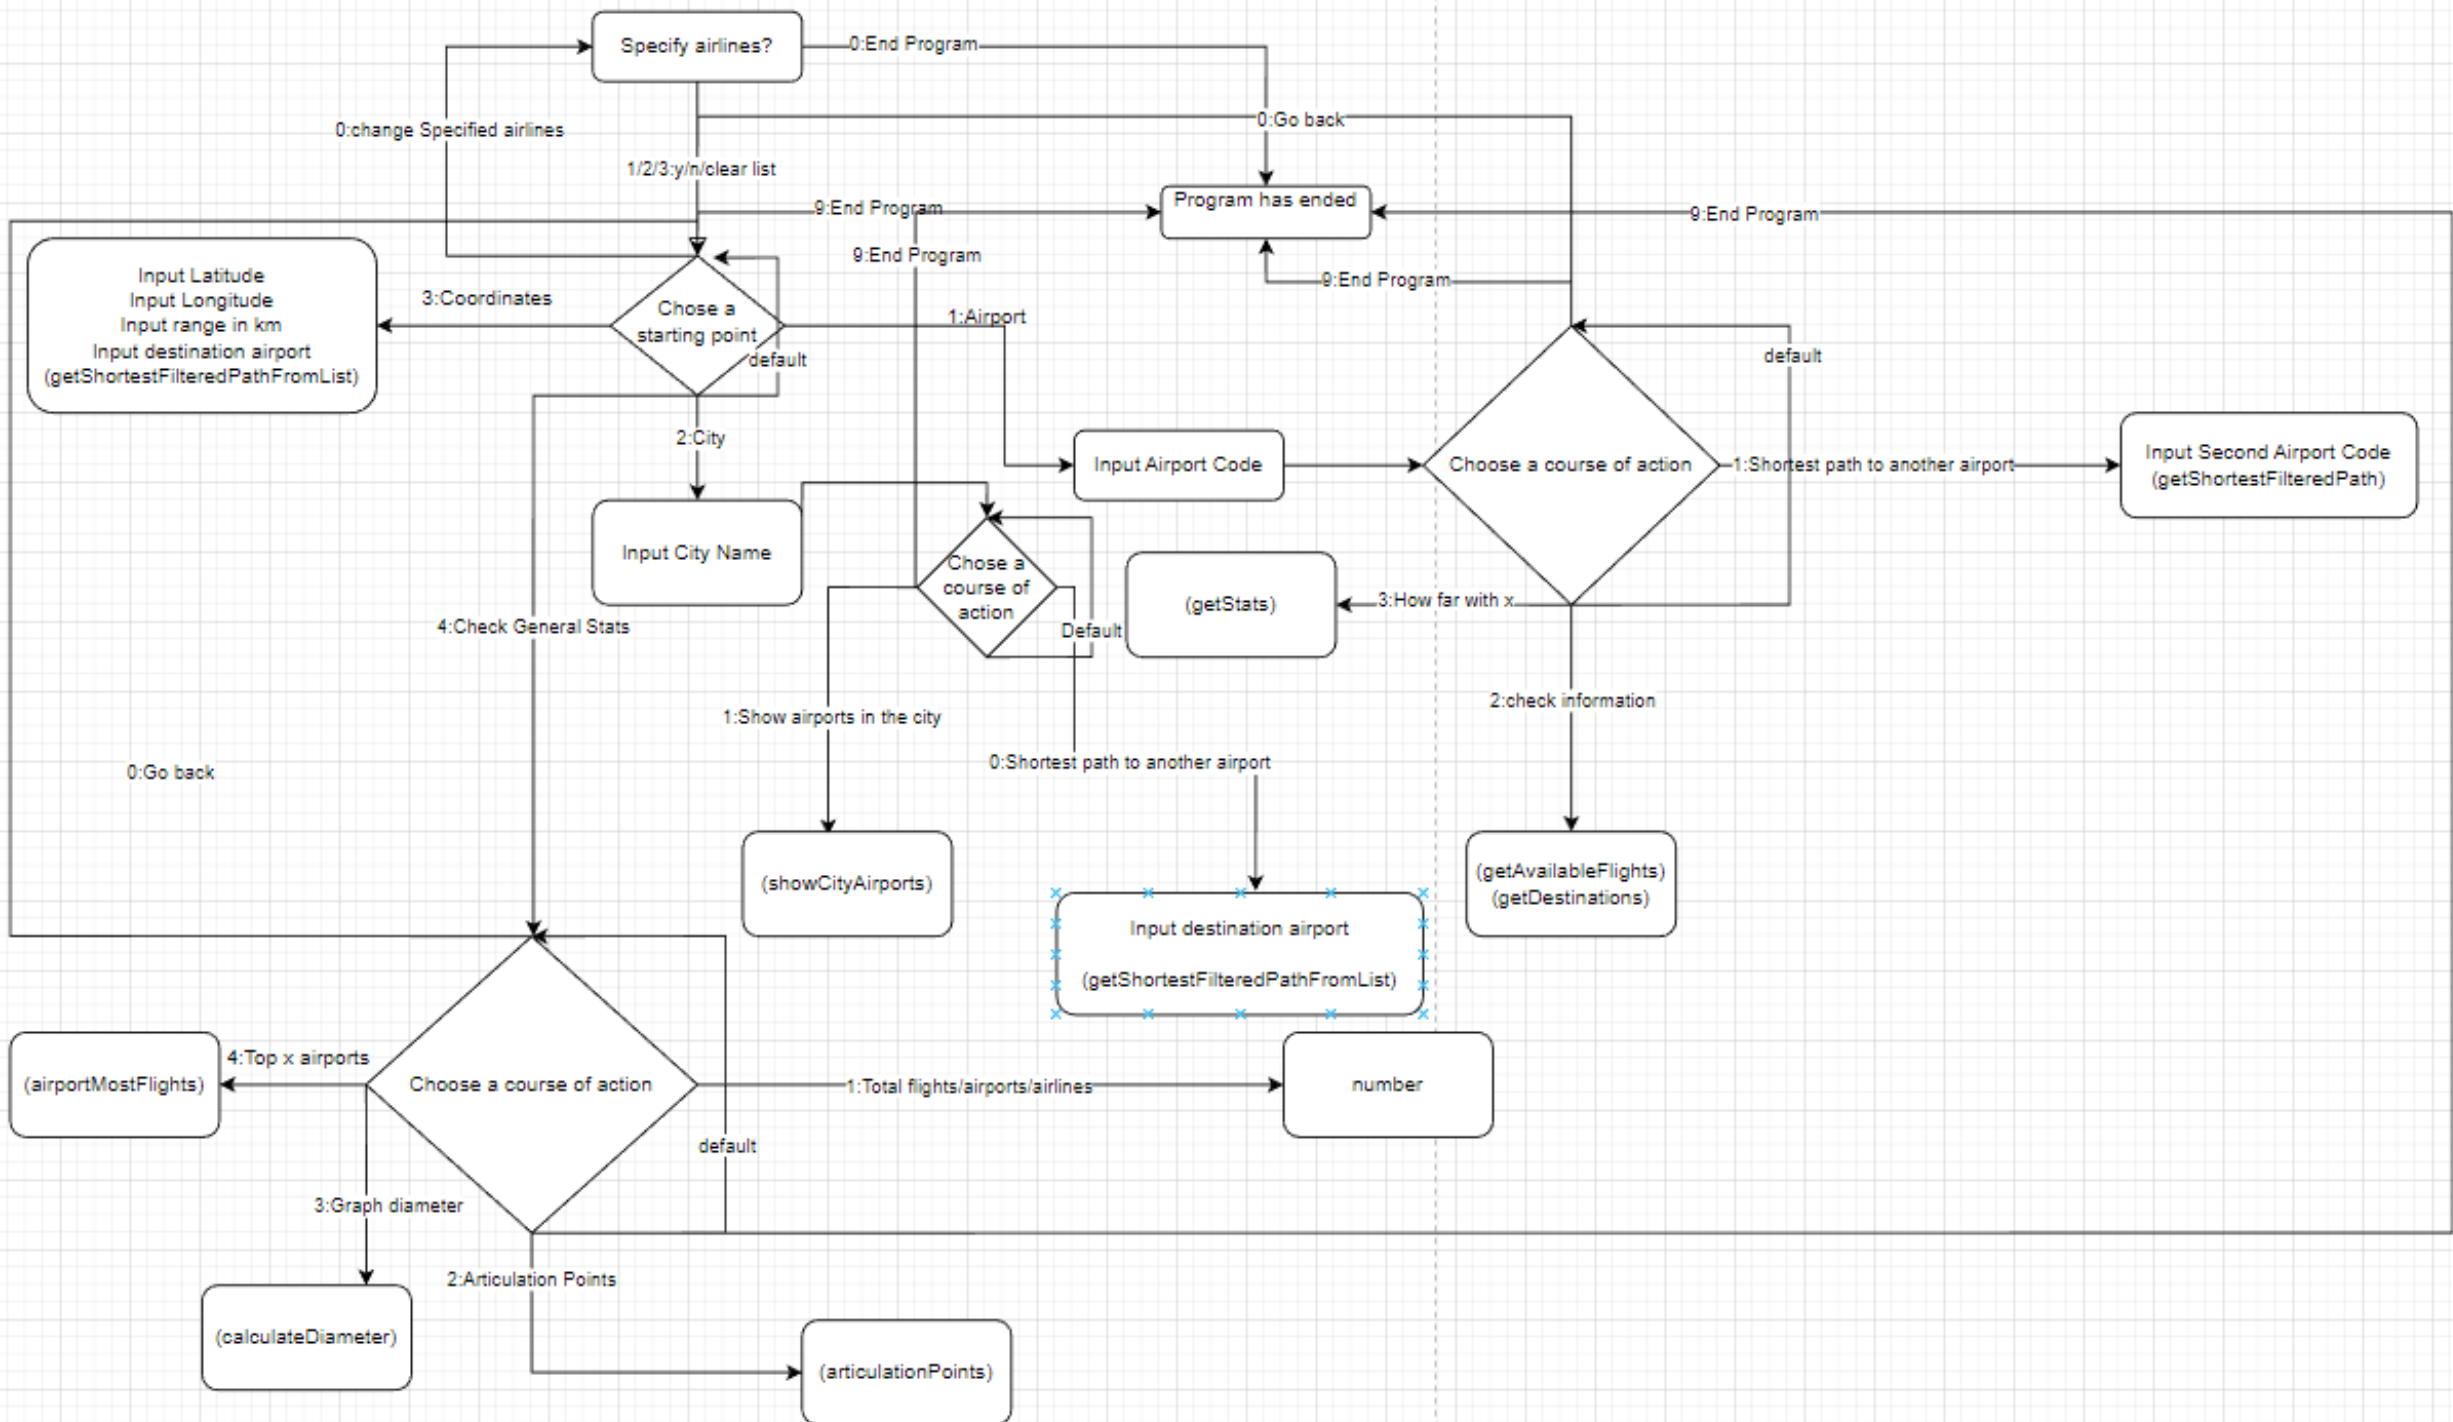 Specify airlines?
0:End Program
0:change Specified airlines
0:Go back
1/2/3:y/n/clear list
Program has ended
9:End Program
9:End Program
9:End Program
9:End Program
Input Latitude
Input Longitude
Input range in km
Input destination airport
(getShortestFilteredPathFromList)
3:Coordinates
Chose a
starting point
default
1:Airport
default
2:City
Input Airport Code
Choose a course of action
1:Shortest path to another airport
Input Second Airport Code
(getShortestFilteredPath)
Input City Name
Chose a
course of
action
Default
(getStats)
3:How far with x
4:Check General Stats
2:check information
1:Show airports in the city
0:Shortest path to another airport
0:Go back
(showCityAirports)
(getAvailableFlights)
(getDestinations)
Input destination airport
(getShortestFilteredPathFromList)
4:Top x airports
(airportMostFlights)
Choose a course of action
1:Total flights/airports/airlines
number
default
3:Graph diameter
2:Articulation Points
(calculateDiameter)
(articulationPoints)